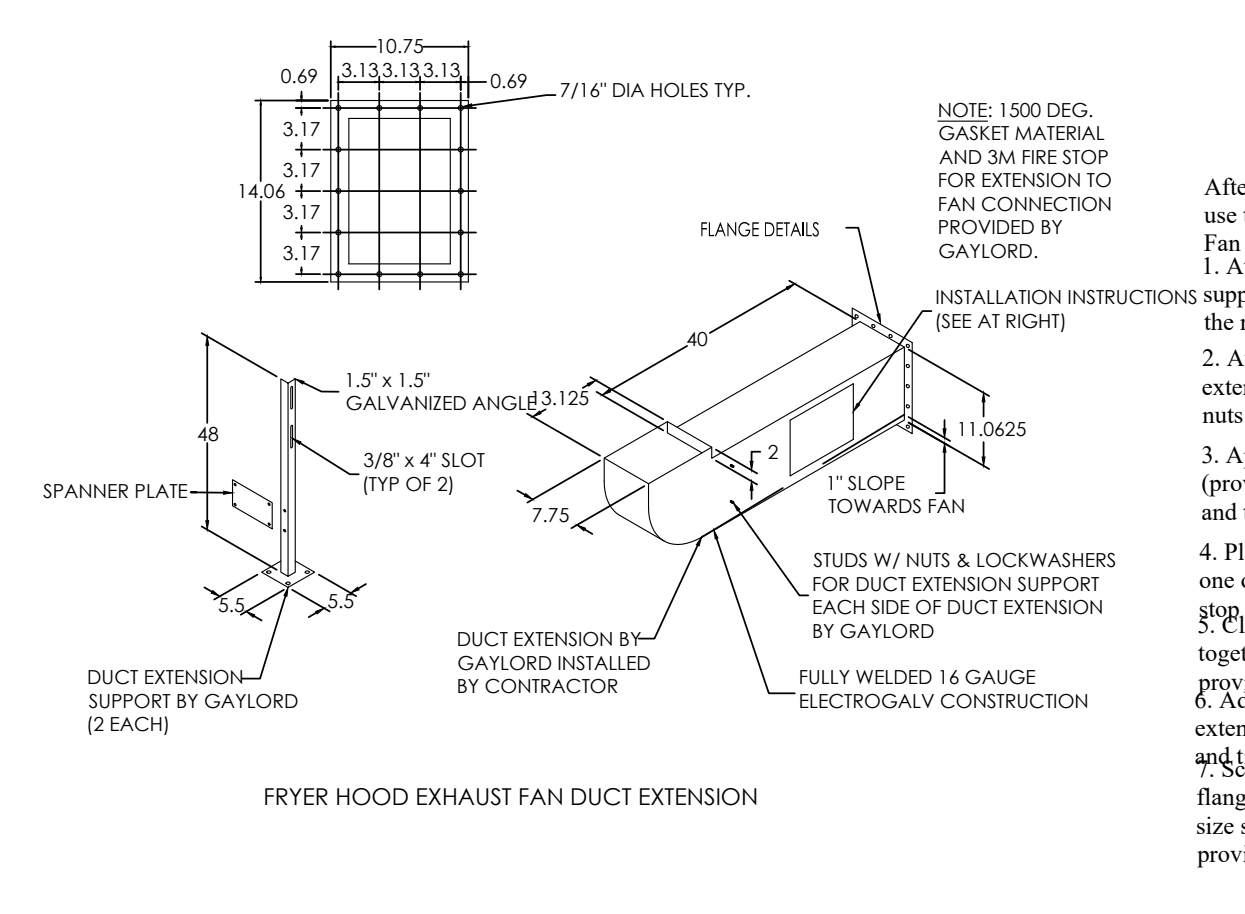 10.75
3.13 3.13 3.13
0.69
0.69
7/16" DIA HOLES TYP.
3.17
3.17
14.06
3.17
3.17
NOTE: 1500 DEG.
GASKET MATERIAL
AND 3M FIRE STOP
FOR EXTENSION TO
FAN CONNECTION
PROVIDED BY
GAYLORD.
FLANGE DETAILS
INSTALLATION INSTRUCTIONS
(SEE AT RIGHT)
40
13.125
2
11.0625
7.75
1" SLOPE
TOWARDS FAN
1.5" x 1.5"
GALVANIZED ANGLE
48
3/8" x 4" SLOT
(TYP OF 2)
SPANNER PLATE
5.5
5.5
STUDS W/ NUTS & LOCKWASHERS
FOR DUCT EXTENSION SUPPORT
EACH SIDE OF DUCT EXTENSION
BY GAYLORD
DUCT EXTENSION BY
GAYLORD INSTALLED
BY CONTRACTOR
FULLY WELDED 16 GAUGE
ELECTROGALV CONSTRUCTION
DUCT EXTENSION
SUPPORT BY GAYLORD
(2 EACH)
FRYER HOOD EXHAUST FAN DUCT EXTENSION
use
Fan
1.
the
2.
nuts
3.
and
4.
one
stop
5.
6.
and
7.
size